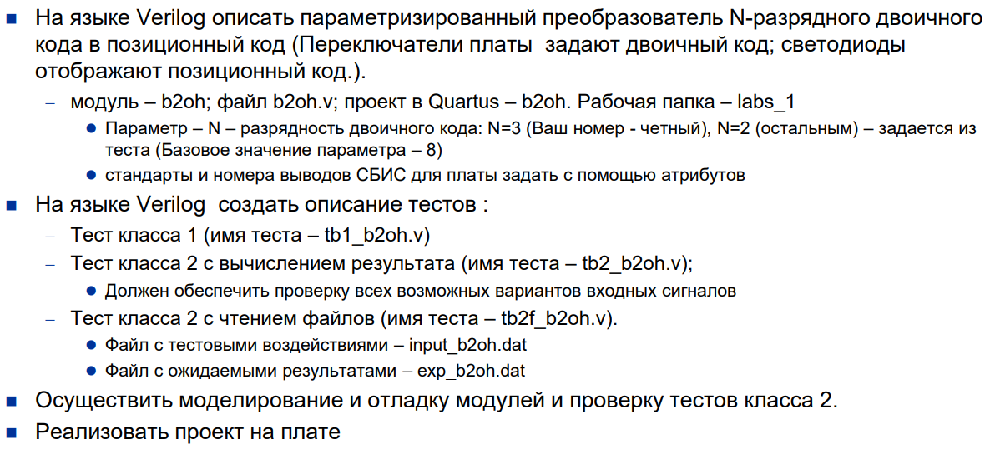 ■ На языке Verilog описать параметризированный преобразователь N-разрядного двоичного
кода в позиционный код (Переключатели платы задают двоичный код; светодиоды
отображают позиционный код.).
– модуль – b2oh; файл b2oh.v; проект в Quartus – b2oh. Рабочая папка – labs_1
● Параметр – N – разрядность двоичного кода: N=3 (Ваш номер - четный), N=2 (остальным) – задается из
теста (Базовое значение параметра – 8)
● стандарты и номера выводов СБИС для платы задать с помощью атрибутов
■ На языке Verilog создать описание тестов :
– Тест класса 1 (имя теста – tb1_b2oh.v)
– Тест класса 2 с вычислением результата (имя теста – tb2_b2oh.v);
● Должен обеспечить проверку всех возможных вариантов входных сигналов
– Тест класса 2 с чтением файлов (имя теста – tb2f_b2oh.v).
● Файл с тестовыми воздействиями – input_b2oh.dat
● Файл с ожидаемыми результатами – exp_b2oh.dat
■ Осуществить моделирование и отладку модулей и проверку тестов класса 2.
■ Реализовать проект на плате